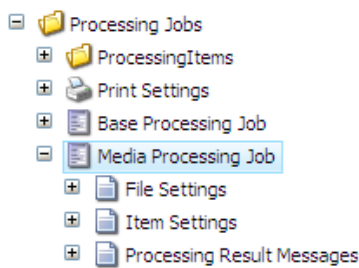 Processing Jobs
ProcessingItems
Print Settings
Base Processing Job
Media Processing Job
File Settings
Item Settings
Processing Result Messages